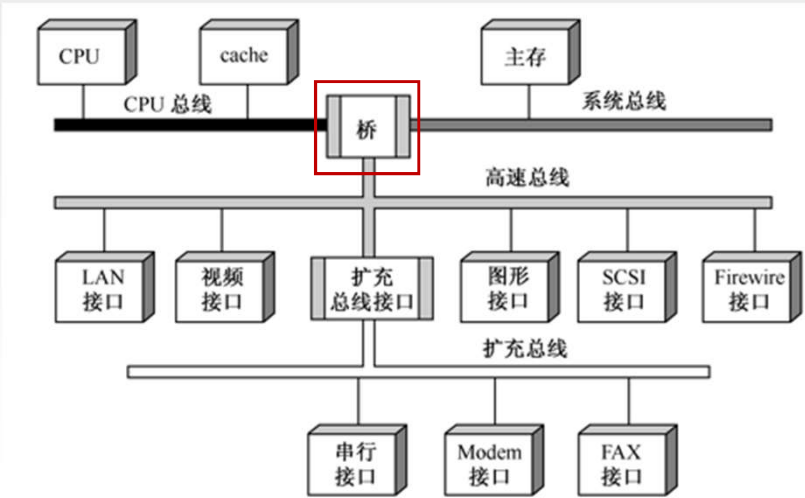 CPU
cache
主存
CPU 总线
桥
系统总线
高速总线
LAN
接口
视频
接口
扩充
总线接口
图形
接口
SCSI
接口
Firewire
接口
扩充总线
串行
接口
Modem
接口
FAX
接口